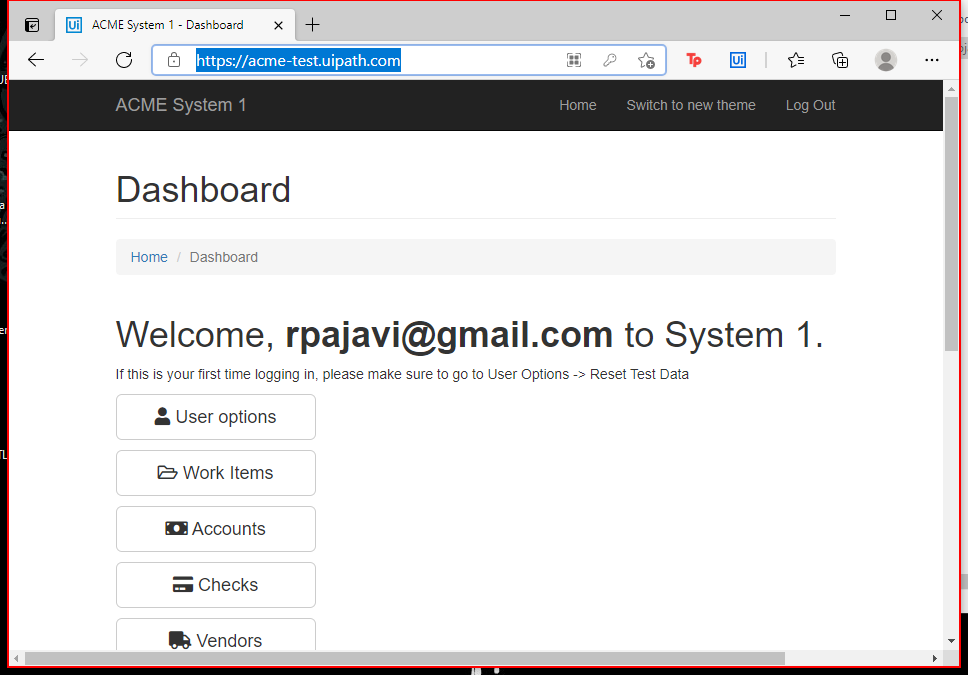 Ui ACME System 1 - Dashboard
https://acme-test.uipath.com
Tp Ui
ACME System 1 Home Switch to new theme Log Out
Dashboard
Home / Dashboard
Welcome, rpajavi@gmail.com to System 1.
If this is your first time logging in, please make sure to go to User Options -> Reset Test Data
User options
Work Items
Accounts
Checks
Vendors